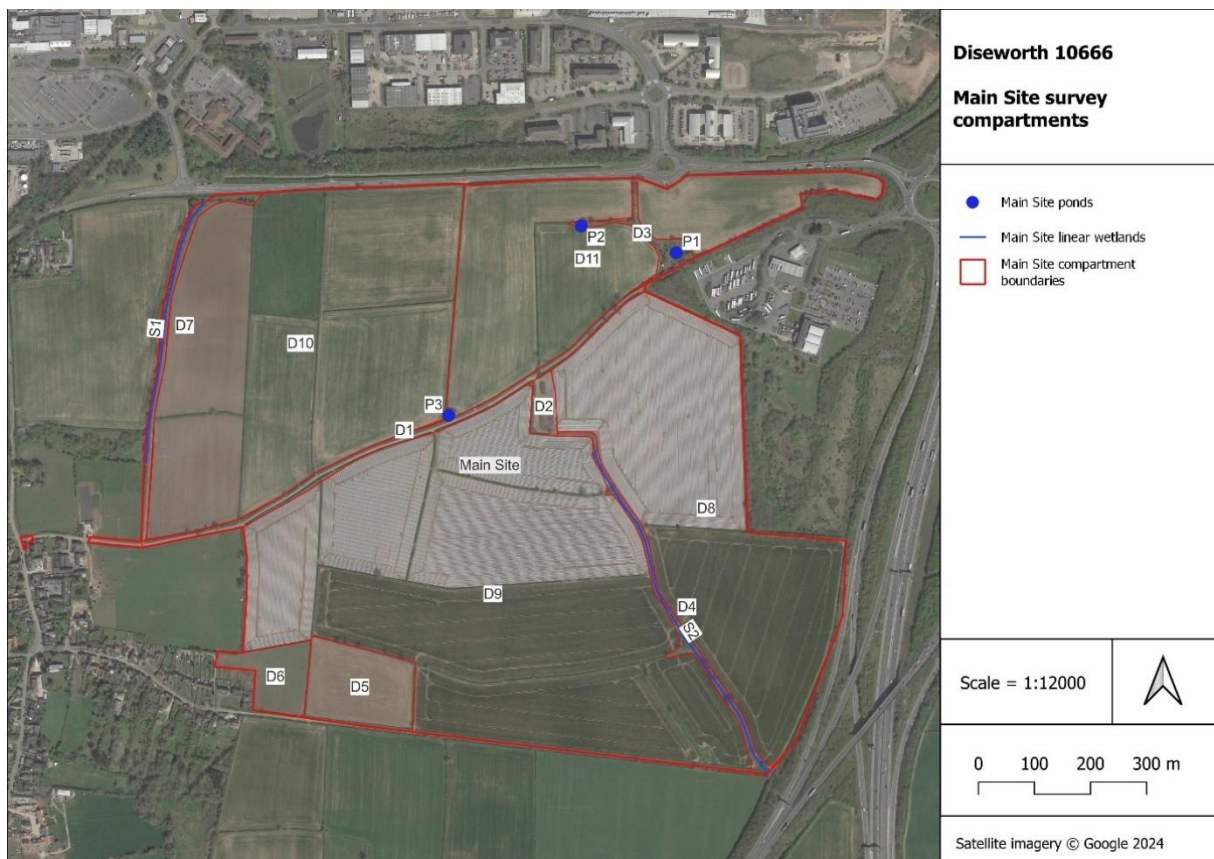 Diseworth 10666
Main Site survey
compartments
Main Site ponds
Main Site linear wetlands
Main Site compartment
boundaries
Scale = 1:12000
0 100 200 300 m
Satellite imagery © Google 2024
D3
P2
P1
D11
S1
D7
D10
P3
D2
D1
Main Site
D8
D9
D4
S2
D6
D5